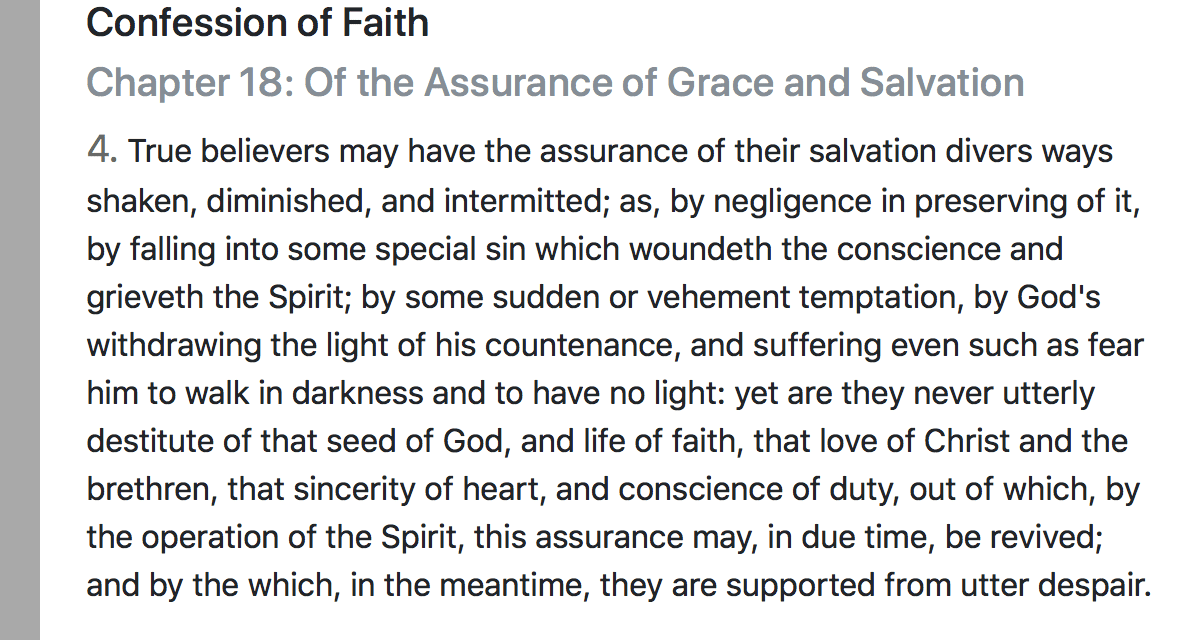 Confession of Faith
Chapter 18: Of the Assurance of Grace and Salvation
4. True believers may have the assurance of their salvation divers ways
shaken, diminished, and intermitted; as, by negligence in preserving of it,
by falling into some special sin which woundeth the conscience and
grieveth the Spirit; by some sudden or vehement temptation, by God's
withdrawing the light of his countenance, and suffering even such as fear
him to walk in darkness and to have no light: yet are they never utterly
destitute of that seed of God, and life of faith, that love of Christ and the
brethren, that sincerity of heart, and conscience of duty, out of which, by
the operation of the Spirit, this assurance may, in due time, be revived;
and by the which, in the meantime, they are supported from utter despair.